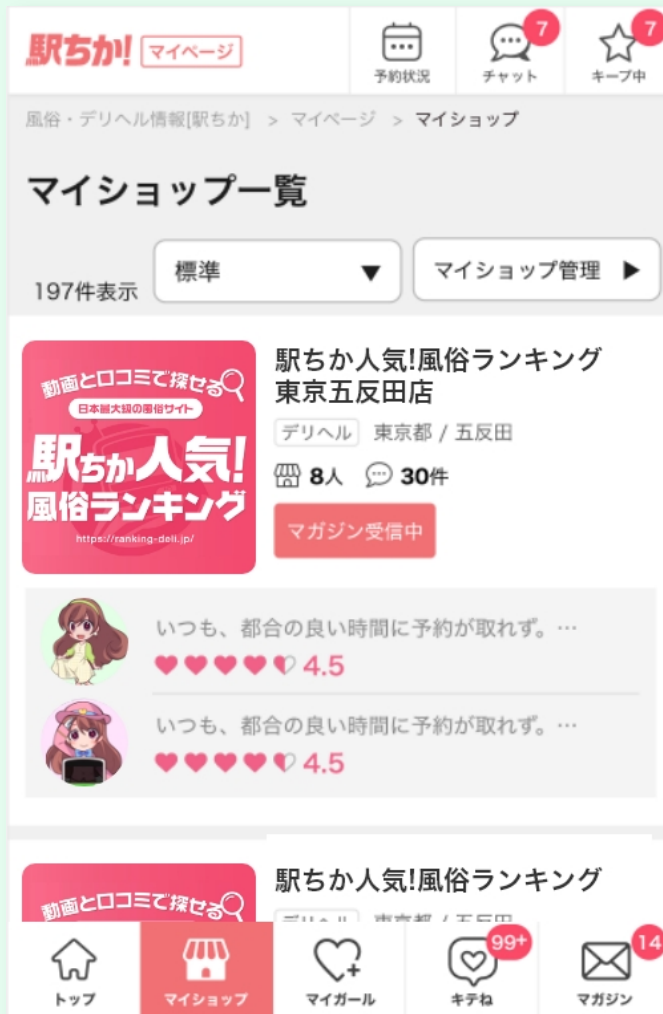 駅ちか!
マイページ
予約状況
7
チャット
7
キープ中
風俗・デリヘル情報[駅ちか] > マイページ > マイショップ
マイショップ一覧
197件表示
標準 ▼
マイショップ管理 ▶
動画と口コミで探せる
日本最大級の風俗サイト
駅ちか人気!
風俗ランキング
https://ranking-deli.jp/
駅ちか人気!風俗ランキング
東京五反田店
デリヘル 東京都 / 五反田
8人 30件
マガジン受信中
いつも、都合の良い時間に予約が取れず。…
4.5
いつも、都合の良い時間に予約が取れず。…
4.5
動画と口コミで探せる
駅ちか人気!風俗ランキング
デリヘル 東京都 / 五反田
トップ
マイショップ
マイガール
99+
キテね
14
マガジン